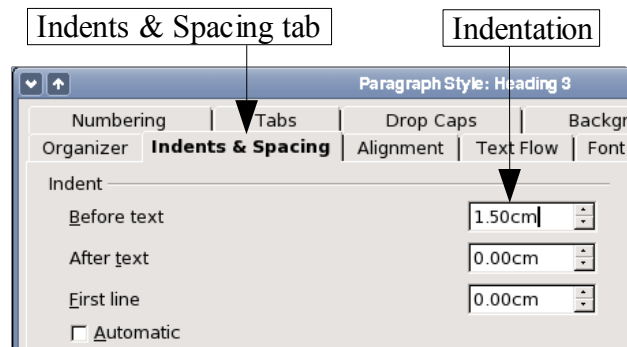 Indents & Spacing tab
Indentation
Paragraph Style: Heading 3
Numbering Tabs Drop Caps Backgr
Organizer Indents & Spacing Alignment Text Flow Font
Indent
Before text 1.50cm
After text 0.00cm
First line 0.00cm
Automatic